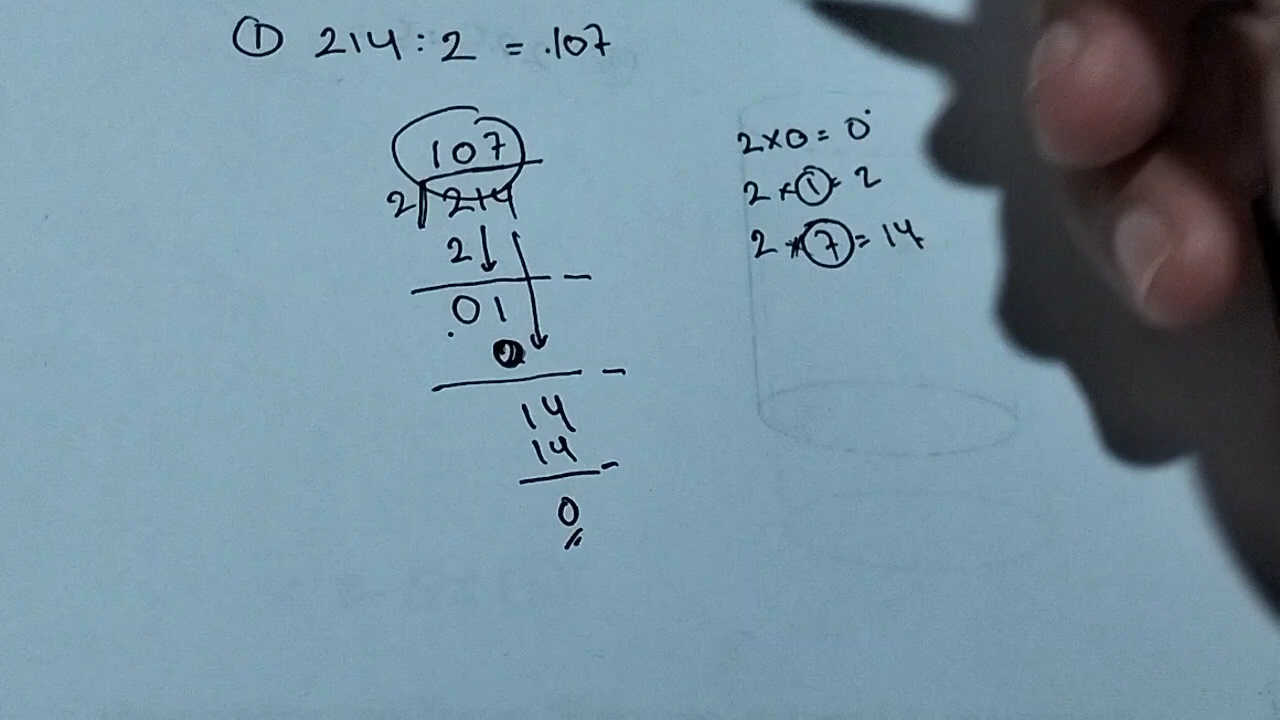 ① 214 : 2 = .107
107
2 214
2
01
14
14
0
2×0 = 0
2×1 = 2
2×7 = 14